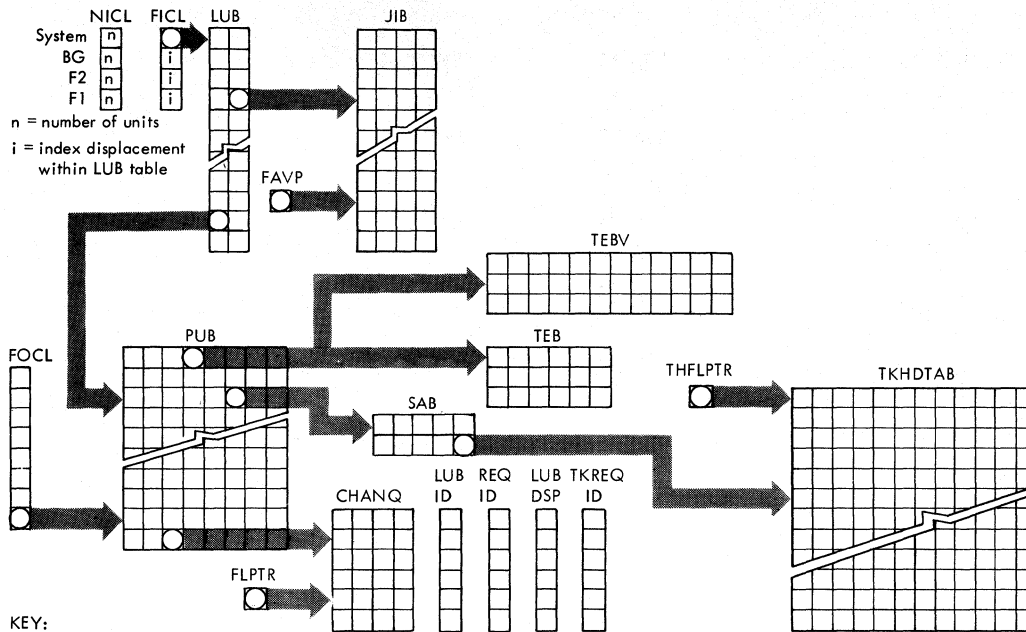 NICL FICL LUB JIB
System n
BG n i
F2 n i
F1 n i
n = number of units
i = index displacement
within LUB table
FAVP
TEBV
PUB
TEB
FOCL
THFLPTR
TKHDTAB
SAB
LUB REQ LUB TKREQ
ID ID DSP ID
CHANQ
FLPTR
KEY: